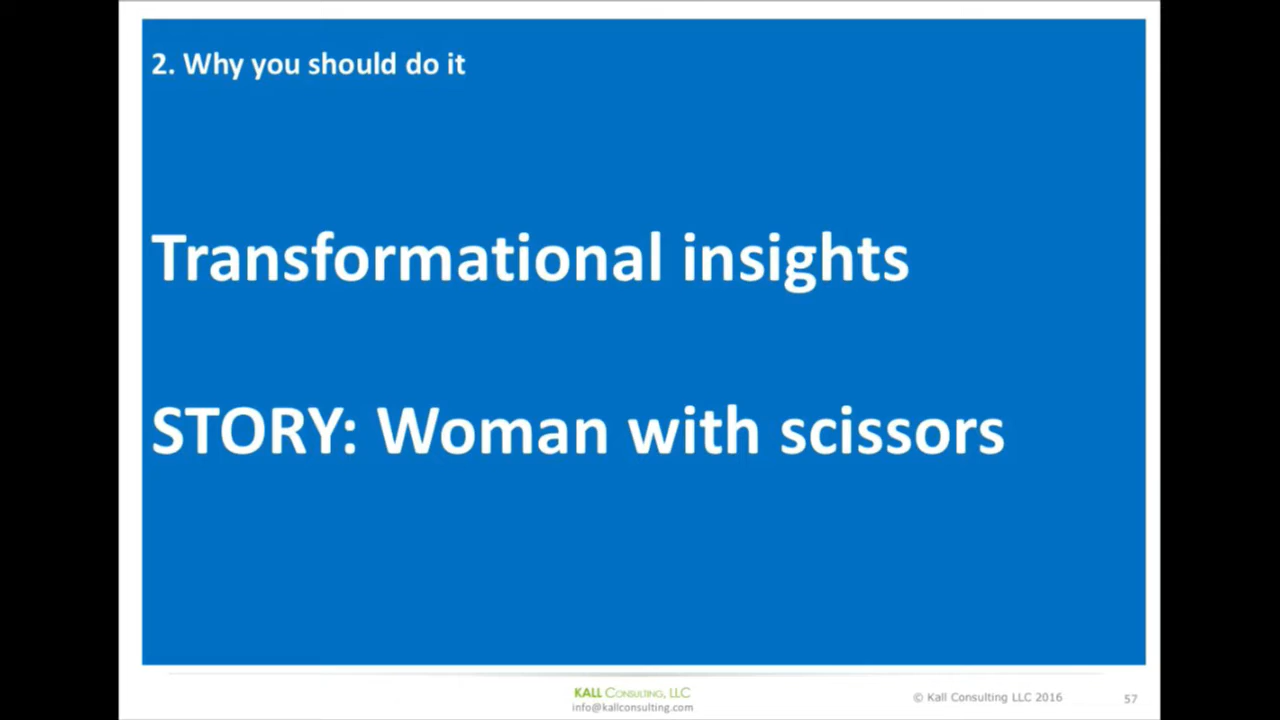 2. Why you should do it
Transformational insights
STORY: Woman with scissors
KALL CONSULTING, LLC
info@kallconsulting.com
© Kall Consulting LLC 2016
57